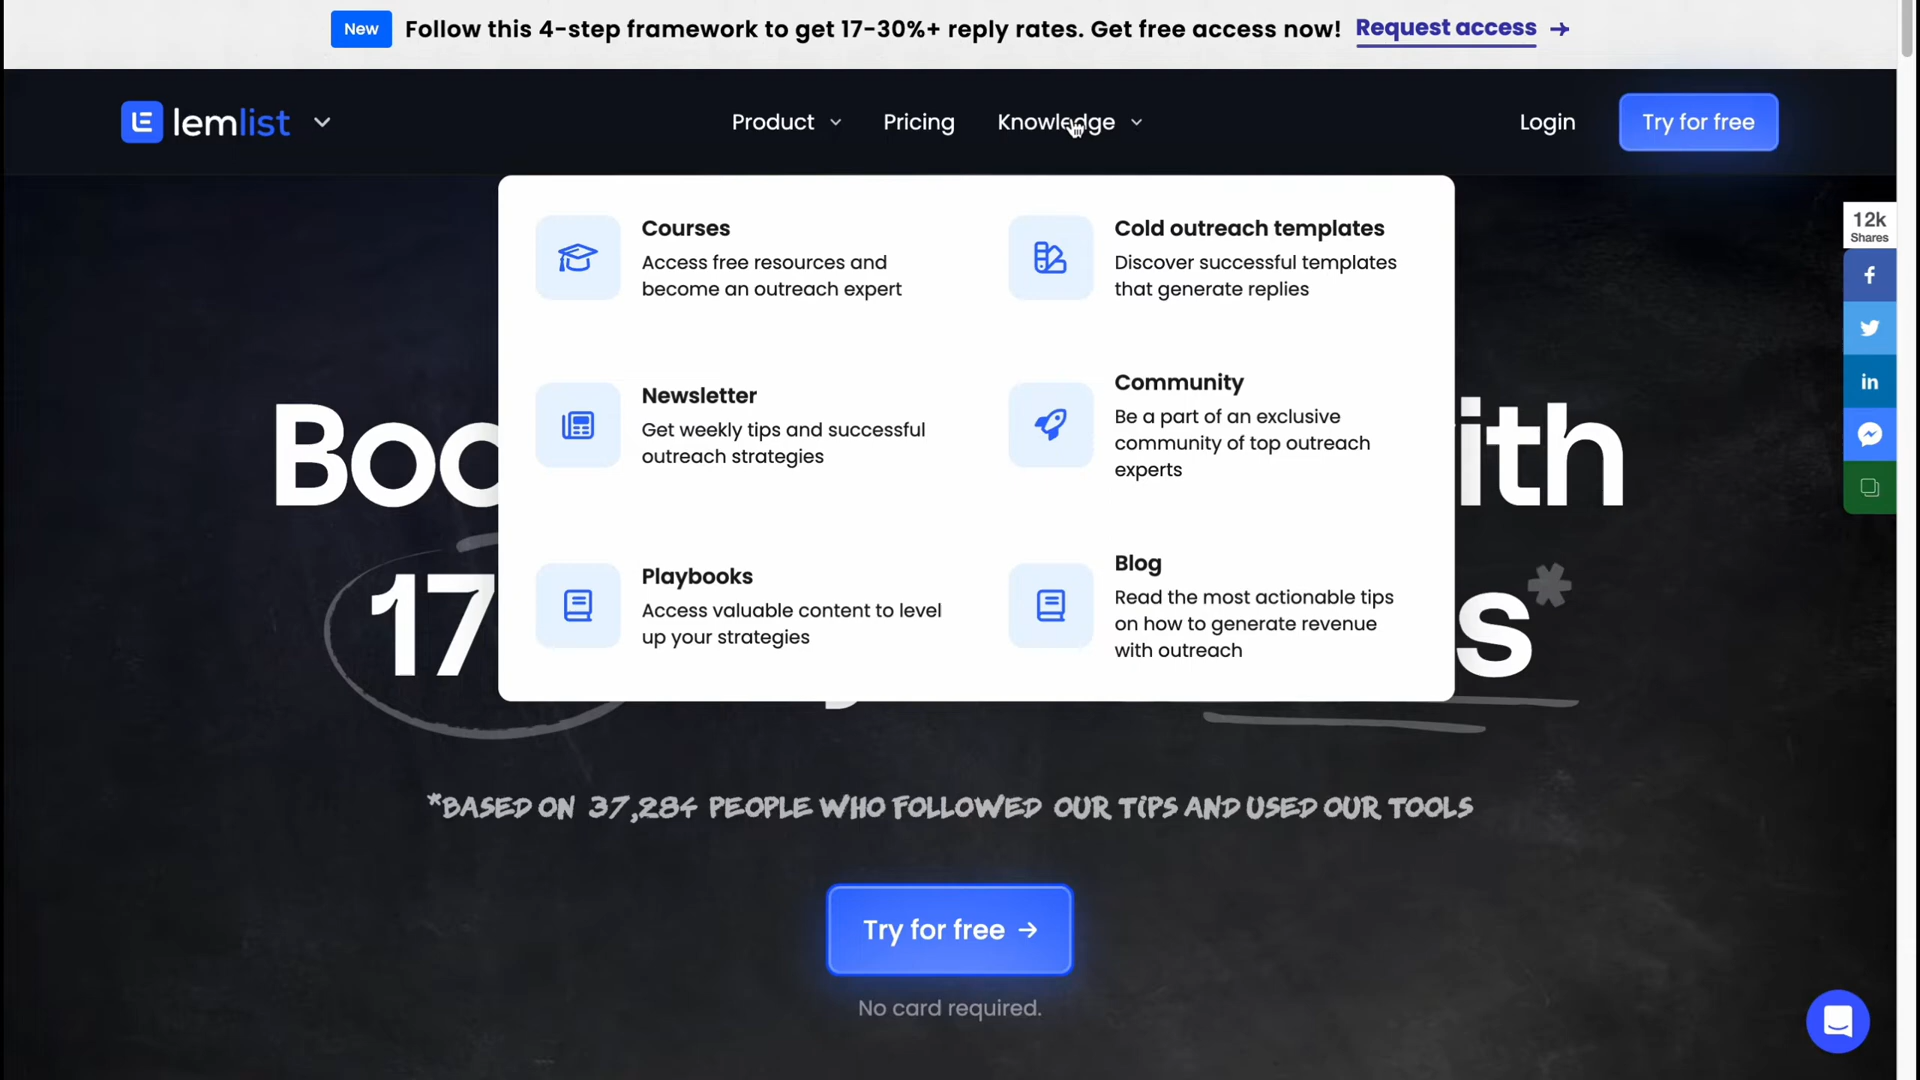 New Follow this 4-step framework to get 17-30%+ reply rates. Get free access now! Request access →
lemlist
Product
Pricing
Knowledge
Login
Try for free
Courses
Access free resources and
become an outreach expert
Cold outreach templates
Discover successful templates
that generate replies
Newsletter
Get weekly tips and successful
outreach strategies
Community
Be a part of an exclusive
community of top outreach
experts
Playbooks
Access valuable content to level
up your strategies
Blog
Read the most actionable tips
on how to generate revenue
with outreach
12k
Shares
17
*BASED ON 37,284 PEOPLE WHO FOLLOWED OUR TIPS AND USED OUR TOOLS
Try for free →
No card required.